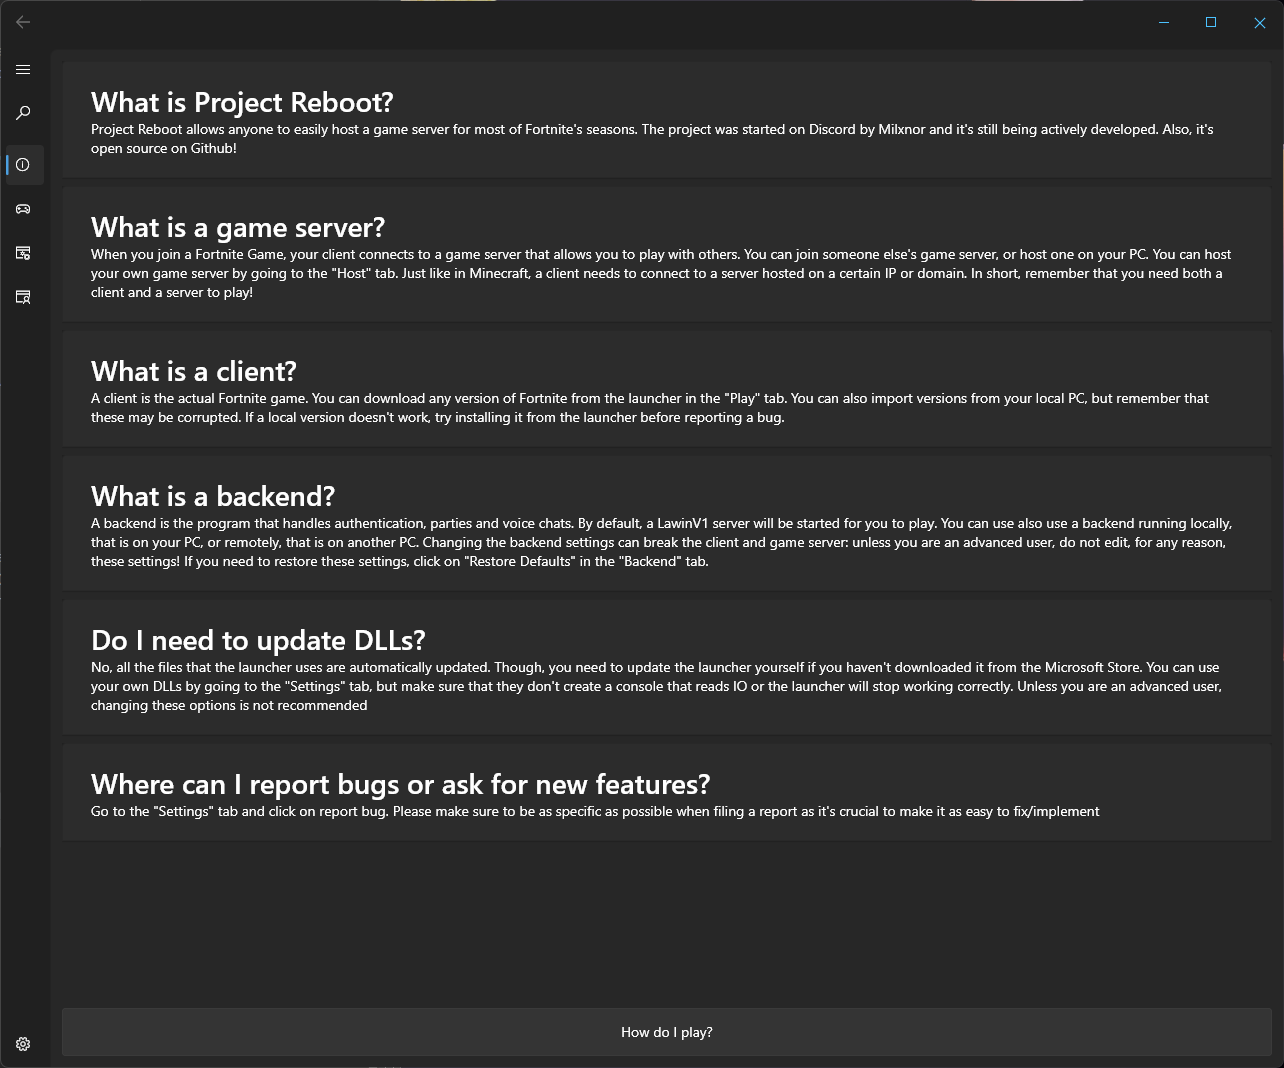 What is Project Reboot?
Project Reboot allows anyone to easily host a game server for most of Fortnite's seasons. The project was started on Discord by Milxnor and it's still being actively developed. Also, it's
open source on Github!
What is a game server?
When you join a Fortnite Game, your client connects to a game server that allows you to play with others. You can join someone else's game server, or host one on your PC. You can host
your own game server by going to the "Host" tab. Just like in Minecraft, a client needs to connect to a server hosted on a certain IP or domain. In short, remember that you need both a
client and a server to play!
What is a client?
A client is the actual Fortnite game. You can download any version of Fortnite from the launcher in the "Play" tab. You can also import versions from your local PC, but remember that
these may be corrupted. If a local version doesn't work, try installing it from the launcher before reporting a bug.
What is a backend?
A backend is the program that handles authentication, parties and voice chats. By default, a LawinV1 server will be started for you to play. You can use also use a backend running locally,
that is on your PC, or remotely, that is on another PC. Changing the backend settings can break the client and game server: unless you are an advanced user, do not edit, for any reason,
these settings! If you need to restore these settings, click on "Restore Defaults" in the "Backend" tab.
Do I need to update DLLs?
No, all the files that the launcher uses are automatically updated. Though, you need to update the launcher yourself if you haven't downloaded it from the Microsoft Store. You can use
your own DLLs by going to the "Settings" tab, but make sure that they don't create a console that reads IO or the launcher will stop working correctly. Unless you are an advanced user,
changing these options is not recommended
Where can I report bugs or ask for new features?
Go to the "Settings" tab and click on report bug. Please make sure to be as specific as possible when filing a report as it's crucial to make it as easy to fix/implement
How do I play?